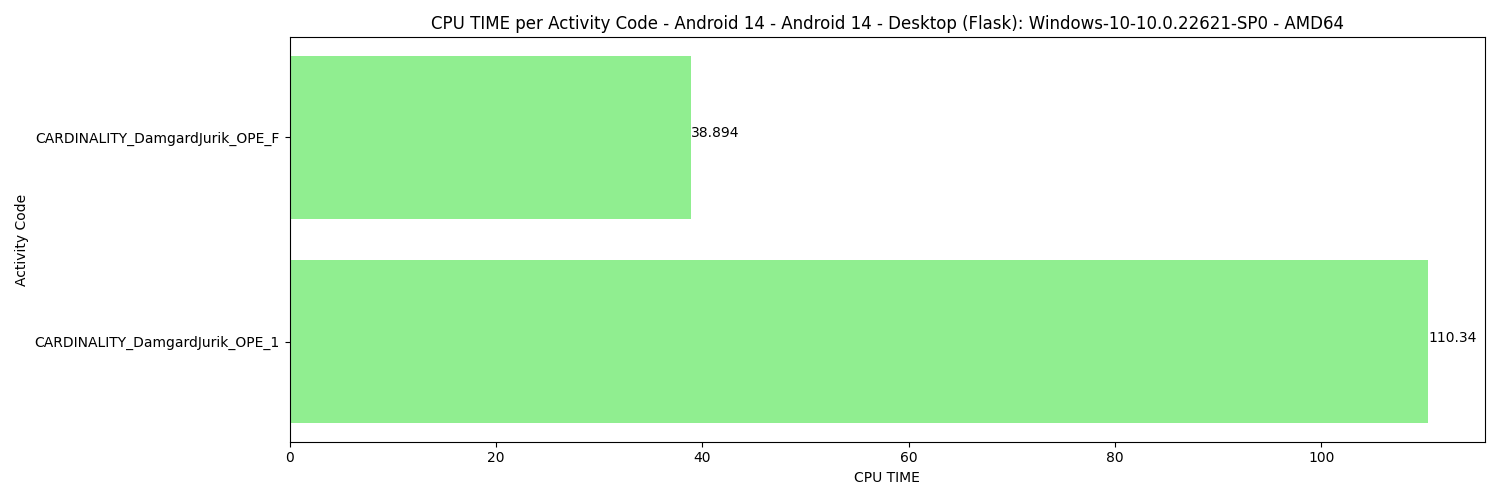 CPU TIME per Activity Code - Android 14 - Android 14 - Desktop (Flask): Windows-10-10.0.22621-SP0 - AMD64
CARDINALITY_DamgardJurik_OPE_F
38.894
Activity Code
CARDINALITY_DamgardJurik_OPE_1
110.34
0 20 40 60 80 100
CPU TIME